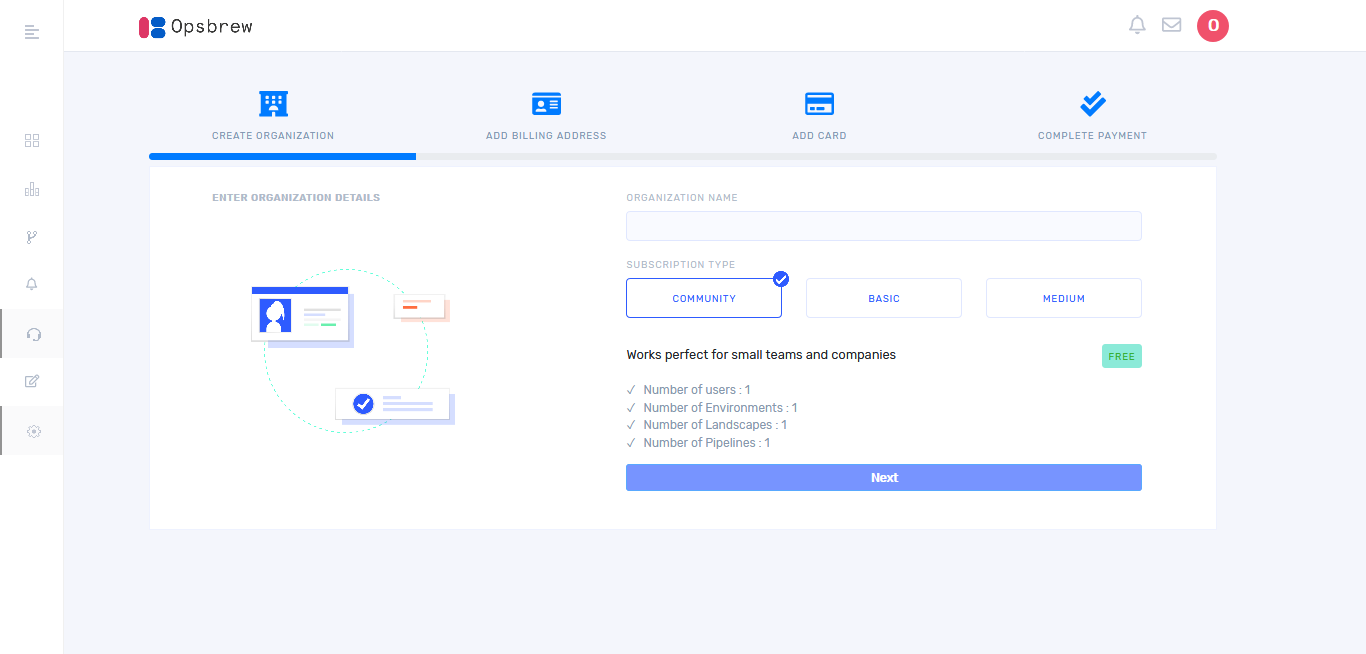 Opsbrew
O
CREATE ORGANIZATION
ADD BILLING ADDRESS
ADD CARD
COMPLETE PAYMENT
ENTER ORGANIZATION DETAILS
ORGANIZATION NAME
SUBSCRIPTION TYPE
COMMUNITY
BASIC
MEDIUM
Works perfect for small teams and companies
FREE
✓ Number of users : 1
✓ Number of Environments : 1
✓ Number of Landscapes : 1
✓ Number of Pipelines : 1
Next